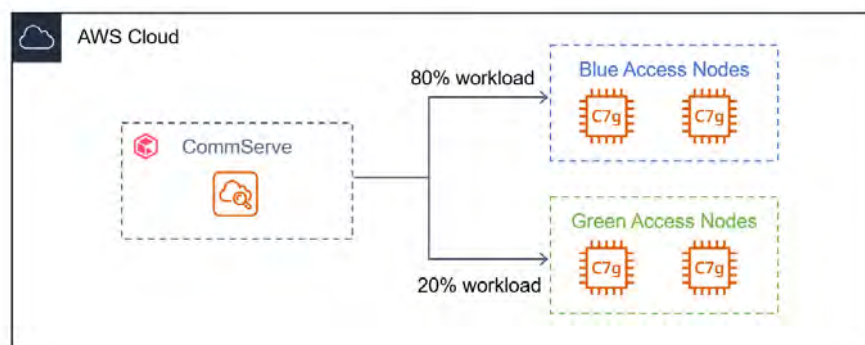 AWS Cloud
80% workload
Blue Access Nodes
C7g
C7g
CommServe
Green Access Nodes
C7g
C7g
20% workload